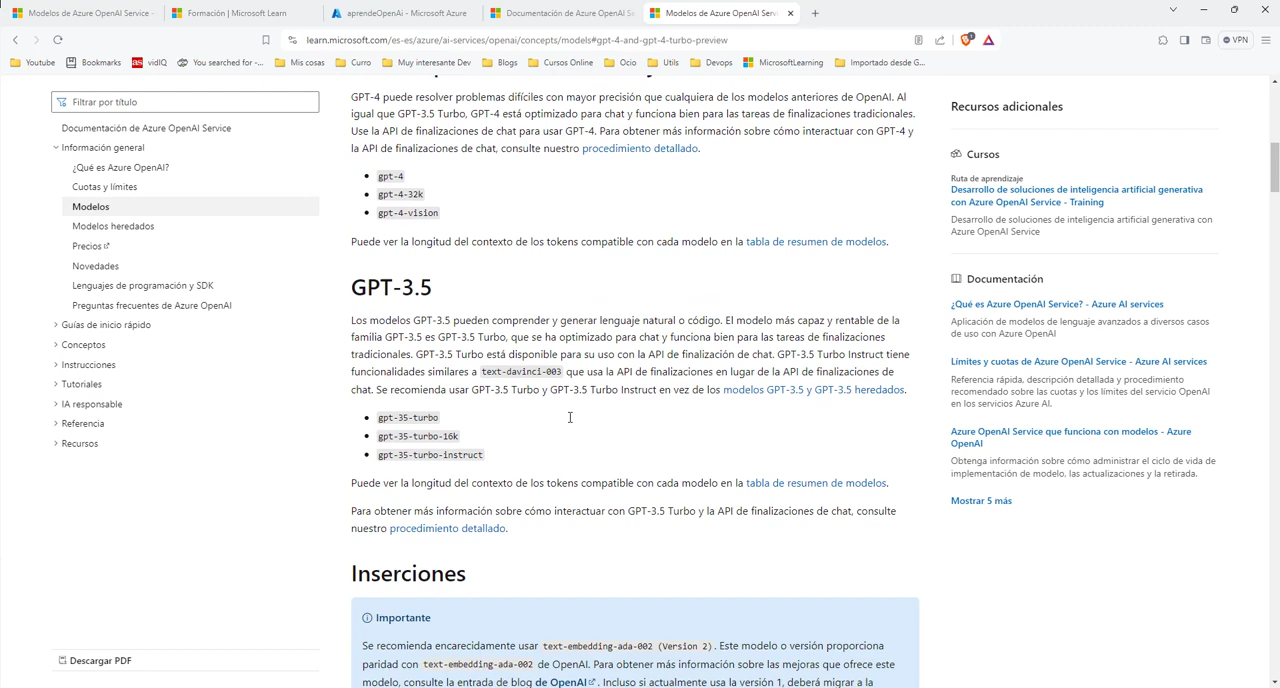 Modelos de Azure OpenAI Service -
Formación | Microsoft Learn
aprendeOpenAi - Microsoft Azure
Documentación de Azure OpenAI Se
Modelos de Azure OpenAI Servi
learn.microsoft.com/es-es/azure/ai-services/openai/concepts/models#gpt-4-and-gpt-4-turbo-preview
VPN
Youtube
Bookmarks
vidIQ
You searched for -...
Mis cosas
Curro
Muy interesante Dev
Blogs
Cursos Online
Ocio
Utils
Devops
MicrosoftLearning
Importado desde G...
Filtrar por título
Documentación de Azure OpenAI Service
Información general
¿Qué es Azure OpenAI?
Cuotas y límites
Modelos
Modelos heredados
Precios
Novedades
Lenguajes de programación y SDK
Preguntas frecuentes de Azure OpenAI
Guías de inicio rápido
Conceptos
Instrucciones
Tutoriales
IA responsable
Referencia
Recursos
Descargar PDF
GPT-4 puede resolver problemas difíciles con mayor precisión que cualquiera de los modelos anteriores de OpenAI. Al
igual que GPT-3.5 Turbo, GPT-4 está optimizado para chat y funciona bien para las tareas de finalizaciones tradicionales.
Use la API de finalizaciones de chat para usar GPT-4. Para obtener más información sobre cómo interactuar con GPT-4 y
la API de finalizaciones de chat, consulte nuestro procedimiento detallado.
gpt-4
gpt-4-32k
gpt-4-vision
Puede ver la longitud del contexto de los tokens compatible con cada modelo en la tabla de resumen de modelos.
GPT-3.5
Los modelos GPT-3.5 pueden comprender y generar lenguaje natural o código. El modelo más capaz y rentable de la
familia GPT-3.5 es GPT-3.5 Turbo, que se ha optimizado para chat y funciona bien para las tareas de finalizaciones
tradicionales. GPT-3.5 Turbo está disponible para su uso con la API de finalización de chat. GPT-3.5 Turbo Instruct tiene
funcionalidades similares a text-davinci-003 que usa la API de finalizaciones en lugar de la API de finalizaciones de
chat. Se recomienda usar GPT-3.5 Turbo y GPT-3.5 Turbo Instruct en vez de los modelos GPT-3.5 y GPT-3.5 heredados.
gpt-35-turbo
gpt-35-turbo-16k
gpt-35-turbo-instruct
Puede ver la longitud del contexto de los tokens compatible con cada modelo en la tabla de resumen de modelos.
Para obtener más información sobre cómo interactuar con GPT-3.5 Turbo y la API de finalizaciones de chat, consulte
nuestro procedimiento detallado.
Inserciones
Importante
Se recomienda encarecidamente usar text-embedding-ada-002 (Version 2). Este modelo o versión proporciona
paridad con text-embedding-ada-002 de OpenAI. Para obtener más información sobre las mejoras que ofrece este
modelo, consulte la entrada de blog de OpenAI. Incluso si actualmente usa la versión 1, deberá migrar a la
Recursos adicionales
Cursos
Ruta de aprendizaje
Desarrollo de soluciones de inteligencia artificial generativa
con Azure OpenAI Service - Training
Desarrollo de soluciones de inteligencia artificial generativa con
Azure OpenAI Service
Documentación
¿Qué es Azure OpenAI Service? - Azure AI services
Aplicación de modelos de lenguaje avanzados a diversos casos
de uso con Azure OpenAI
Límites y cuotas de Azure OpenAI Service - Azure AI services
Referencia rápida, descripción detallada y procedimiento
recomendado sobre las cuotas y los límites del servicio OpenAI
en los servicios Azure AI.
Azure OpenAI Service que funciona con modelos - Azure
OpenAI
Obtenga información sobre cómo administrar el ciclo de vida de
implementación de modelo, las actualizaciones y la retirada.
Mostrar 5 más